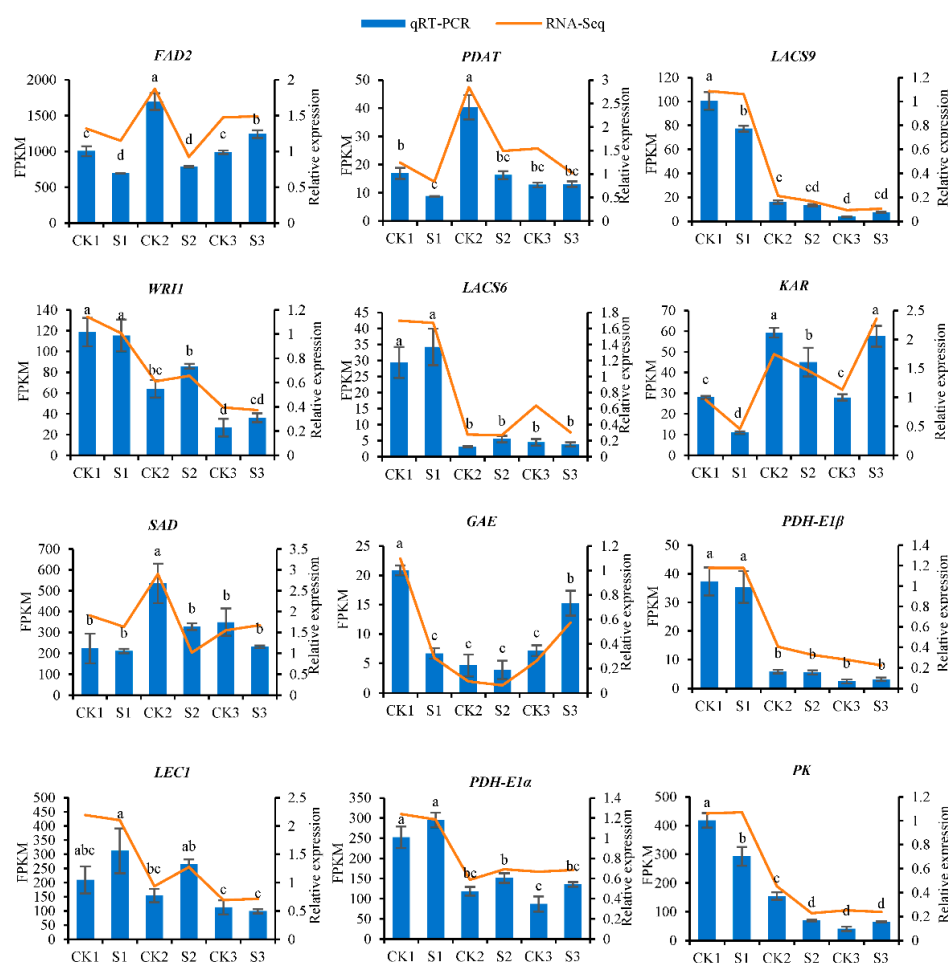 qRT-PCR RNA-Seq
FAD2
FPKM
2000
1500
1000
500
0
c d a d c b
2
1.5
1
0.5
0
Relative expression
CK1 S1 CK2 S2 CK3 S3
PDAT
FPKM
50
40
30
20
10
0
b c a bc bc bc
3
2.5
2
1.5
1
0.5
0
Relative expression
CK1 S1 CK2 S2 CK3 S3
LACS9
FPKM
120
100
80
60
40
20
0
a b c cd d cd
1.2
1
0.8
0.6
0.4
0.2
0
Relative expression
CK1 S1 CK2 S2 CK3 S3
WRI1
FPKM
140
120
100
80
60
40
20
0
a a bc b d cd
1.2
1
0.8
0.6
0.4
0.2
0
Relative expression
CK1 S1 CK2 S2 CK3 S3
LACS6
FPKM
45
40
35
30
25
20
15
10
5
0
a a b b b b
1.8
1.6
1.4
1.2
1
0.8
0.6
0.4
0.2
0
Relative expression
CK1 S1 CK2 S2 CK3 S3
KAR
FPKM
70
60
50
40
30
20
10
0
c d a b c a
2.5
2
1.5
1
0.5
0
Relative expression
CK1 S1 CK2 S2 CK3 S3
SAD
FPKM
700
600
500
400
300
200
100
0
b b a b b b
3.5
3
2.5
2
1.5
1
0.5
0
Relative expression
CK1 S1 CK2 S2 CK3 S3
GAE
FPKM
25
20
15
10
5
0
a c c c c b
1.2
1
0.8
0.6
0.4
0.2
0
Relative expression
CK1 S1 CK2 S2 CK3 S3
PDH-E1β
FPKM
50
40
30
20
10
0
a a b b b b
1.4
1.2
1
0.8
0.6
0.4
0.2
0
Relative expression
CK1 S1 CK2 S2 CK3 S3
LEC1
FPKM
500
450
400
350
300
250
200
150
100
50
0
abc a bc ab c c
2.5
2
1.5
1
0.5
0
Relative expression
CK1 S1 CK2 S2 CK3 S3
PDH-E1α
FPKM
350
300
250
200
150
100
50
0
a a bc b c bc
1.4
1.2
1
0.8
0.6
0.4
0.2
0
Relative expression
CK1 S1 CK2 S2 CK3 S3
PK
FPKM
500
400
300
200
100
0
a b c d d d
1.2
1
0.8
0.6
0.4
0.2
0
Relative expression
CK1 S1 CK2 S2 CK3 S3